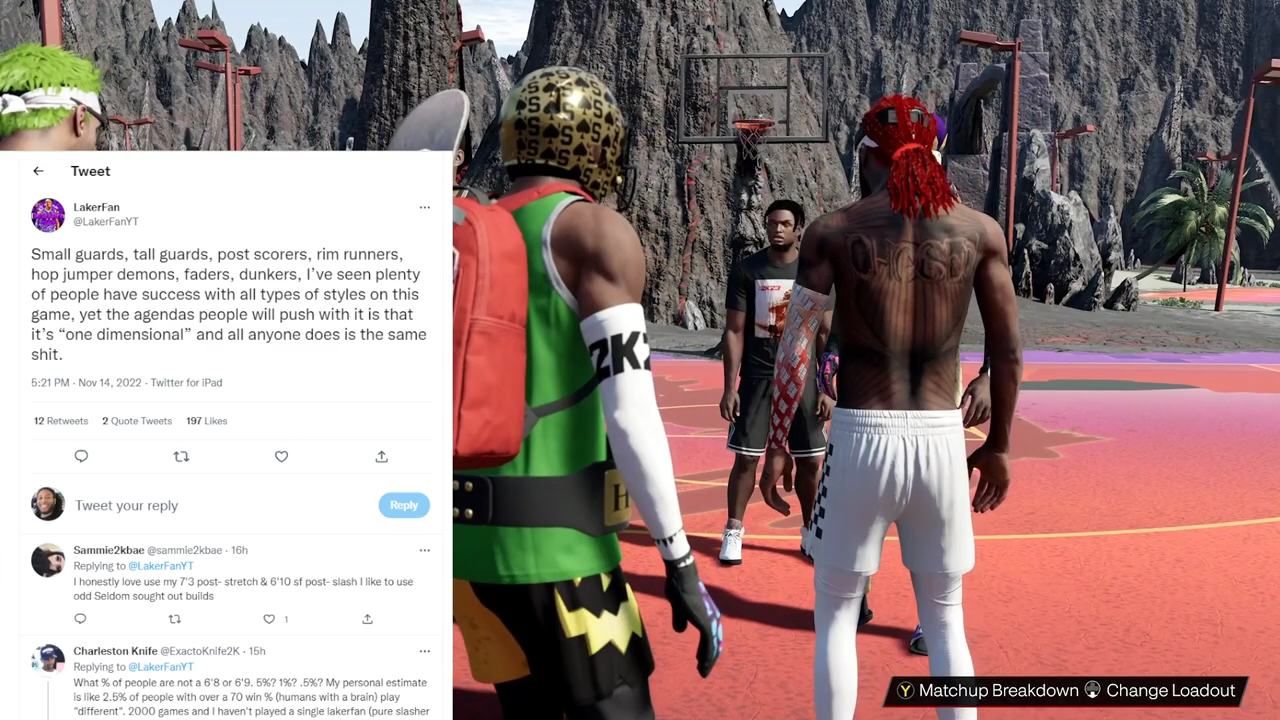 Tweet
LakerFan
@LakerFanYT
Small guards, tall guards, post scorers, rim runners,
hop jumper demons, faders, dunkers, I've seen plenty
of people have success with all types of styles on this
game, yet the agendas people will push with it is that
it's “one dimensional” and all anyone does is the same
shit.
5:21 PM · Nov 14, 2022 · Twitter for iPad
12 Retweets 2 Quote Tweets 197 Likes
Tweet your reply
Reply
Sammie2kbae @sammie2kbae · 16h
Replying to @LakerFanYT
I honestly love use my 7'3 post- stretch & 6'10 sf post- slash I like to use
odd Seldom sought out builds
1
Charleston Knife @ExactoKnife2K · 15h
Replying to @LakerFanYT
What % of people are not a 6'8 or 6'9. 5%? 1%? .5%? My personal estimate
is like 2.5% of people with over a 70 win % (humans with a brain) play
"different". 2000 games and I haven't played a single lakerfan (pure slasher
2K
H
2K23
Y Matchup Breakdown Change Loadout